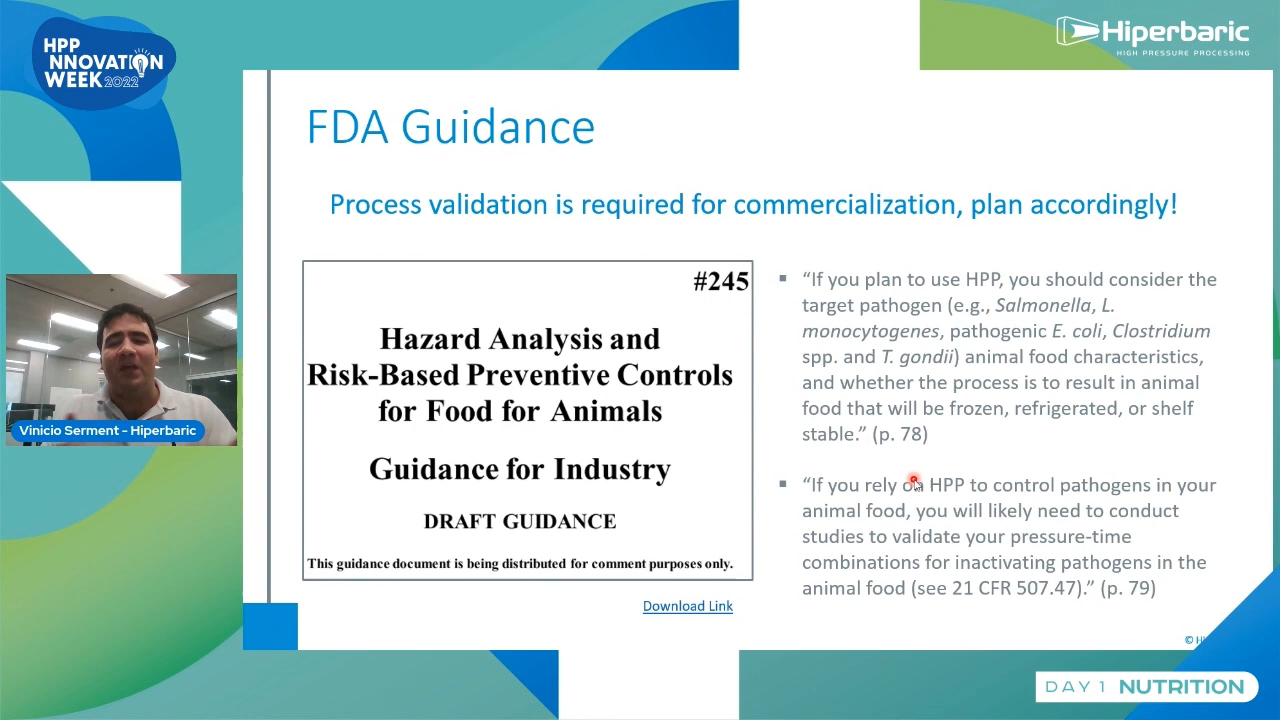 HPP
INNOVATION
WEEK 2022
Hiperbaric
HIGH PRESSURE PROCESSING
FDA Guidance
Process validation is required for commercialization, plan accordingly!
#245
Hazard Analysis and
Risk-Based Preventive Controls
for Food for Animals
Guidance for Industry
DRAFT GUIDANCE
This guidance document is being distributed for comment purposes only.
Download Link
▪ “If you plan to use HPP, you should consider the
target pathogen (e.g., Salmonella, L.
monocytogenes, pathogenic E. coli, Clostridium
spp. and T. gondii) animal food characteristics,
and whether the process is to result in animal
food that will be frozen, refrigerated, or shelf
stable.” (p. 78)
▪ “If you rely on HPP to control pathogens in your
animal food, you will likely need to conduct
studies to validate your pressure-time
combinations for inactivating pathogens in the
animal food (see 21 CFR 507.47).” (p. 79)
Vinicio Serment - Hiperbaric
©
DAY 1 NUTRITION